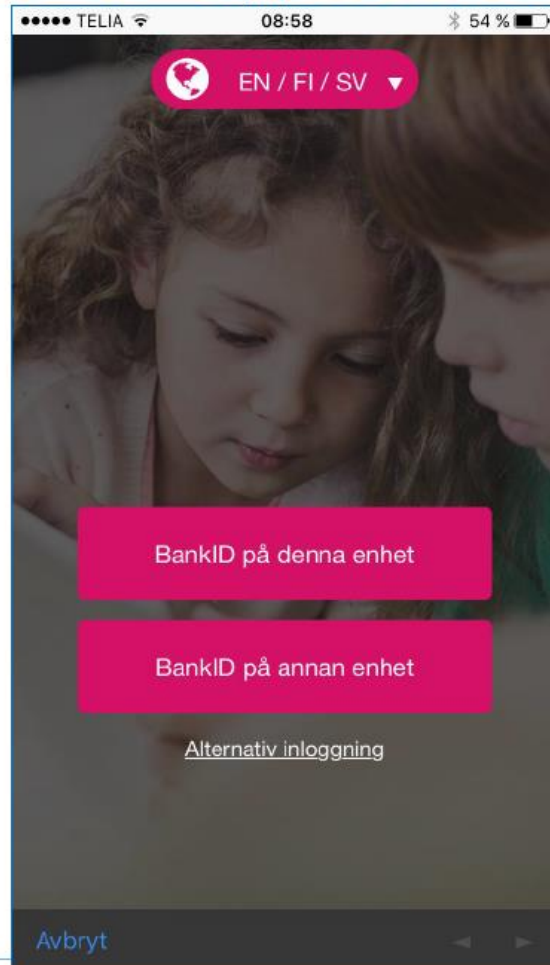 TELIA 08:58 54 %
EN / FI / SV
BankID på denna enhet
BankID på annan enhet
Alternativ inloggning
Avbryt